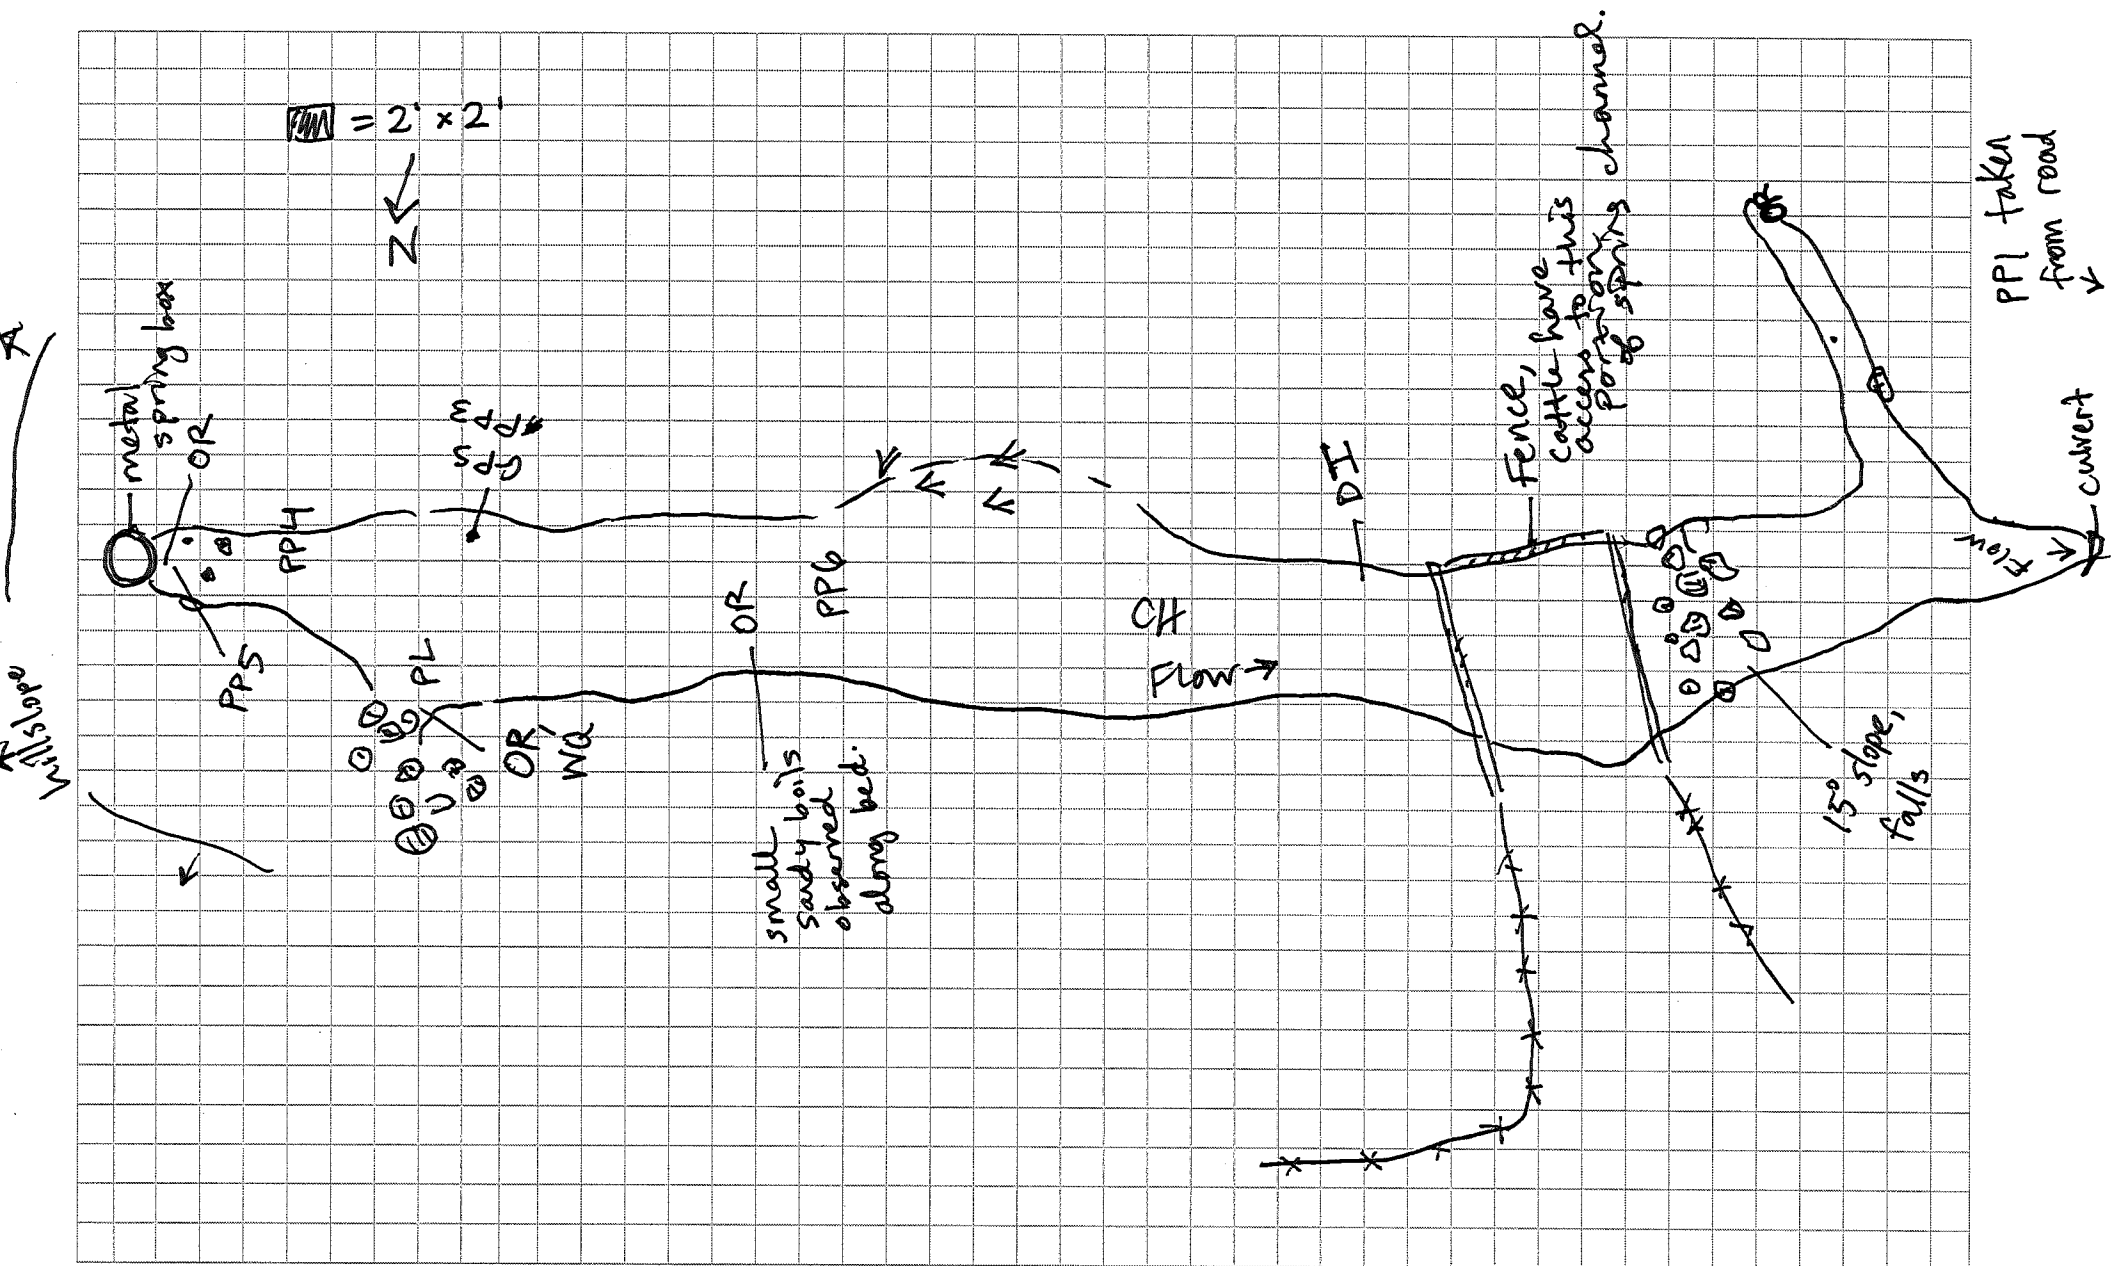 = 2' × 2'
N
metal
spring box
OR
PP4
PP5
GPS
PP3
hillslope
PL
OR,
WQ
OR
small
sandy boils
observed
along bed.
PP6
CH
Flow →
DI
Fence,
cattle have
access to this
portion
of spring channel.
OR
15° slope,
falls
Flow
culvert
PP1 taken
from road